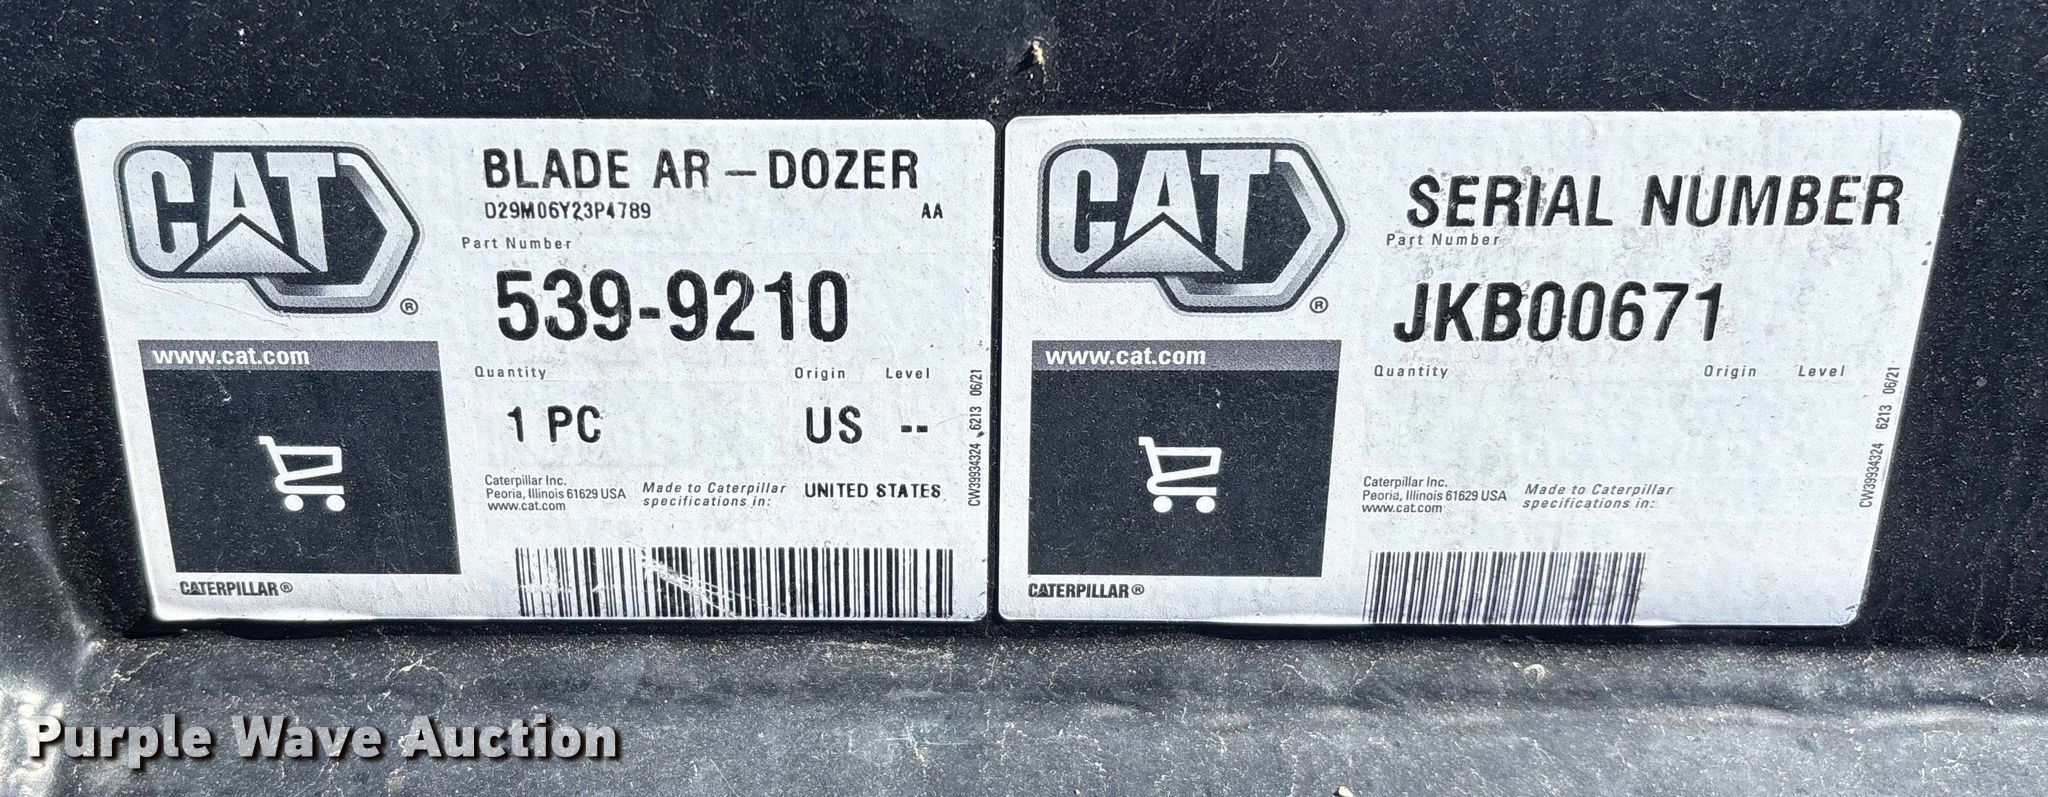 CAT®
BLADE AR – DOZER
D29M06Y23P4789 AA
Part Number
539-9210
www.cat.com
Quantity Origin Level
1 PC US --
Caterpillar Inc.
Peoria, Illinois 61629 USA
www.cat.com
Made to Caterpillar
specifications in:
UNITED STATES
CW39934324 6213 06/21
CATERPILLAR®
CAT®
SERIAL NUMBER
Part Number
JKB00671
www.cat.com
Quantity Origin Level
Caterpillar Inc.
Peoria, Illinois 61629 USA
www.cat.com
Made to Caterpillar
specifications in:
CW39934324 6213 06/21
CATERPILLAR®
Purple Wave Auction